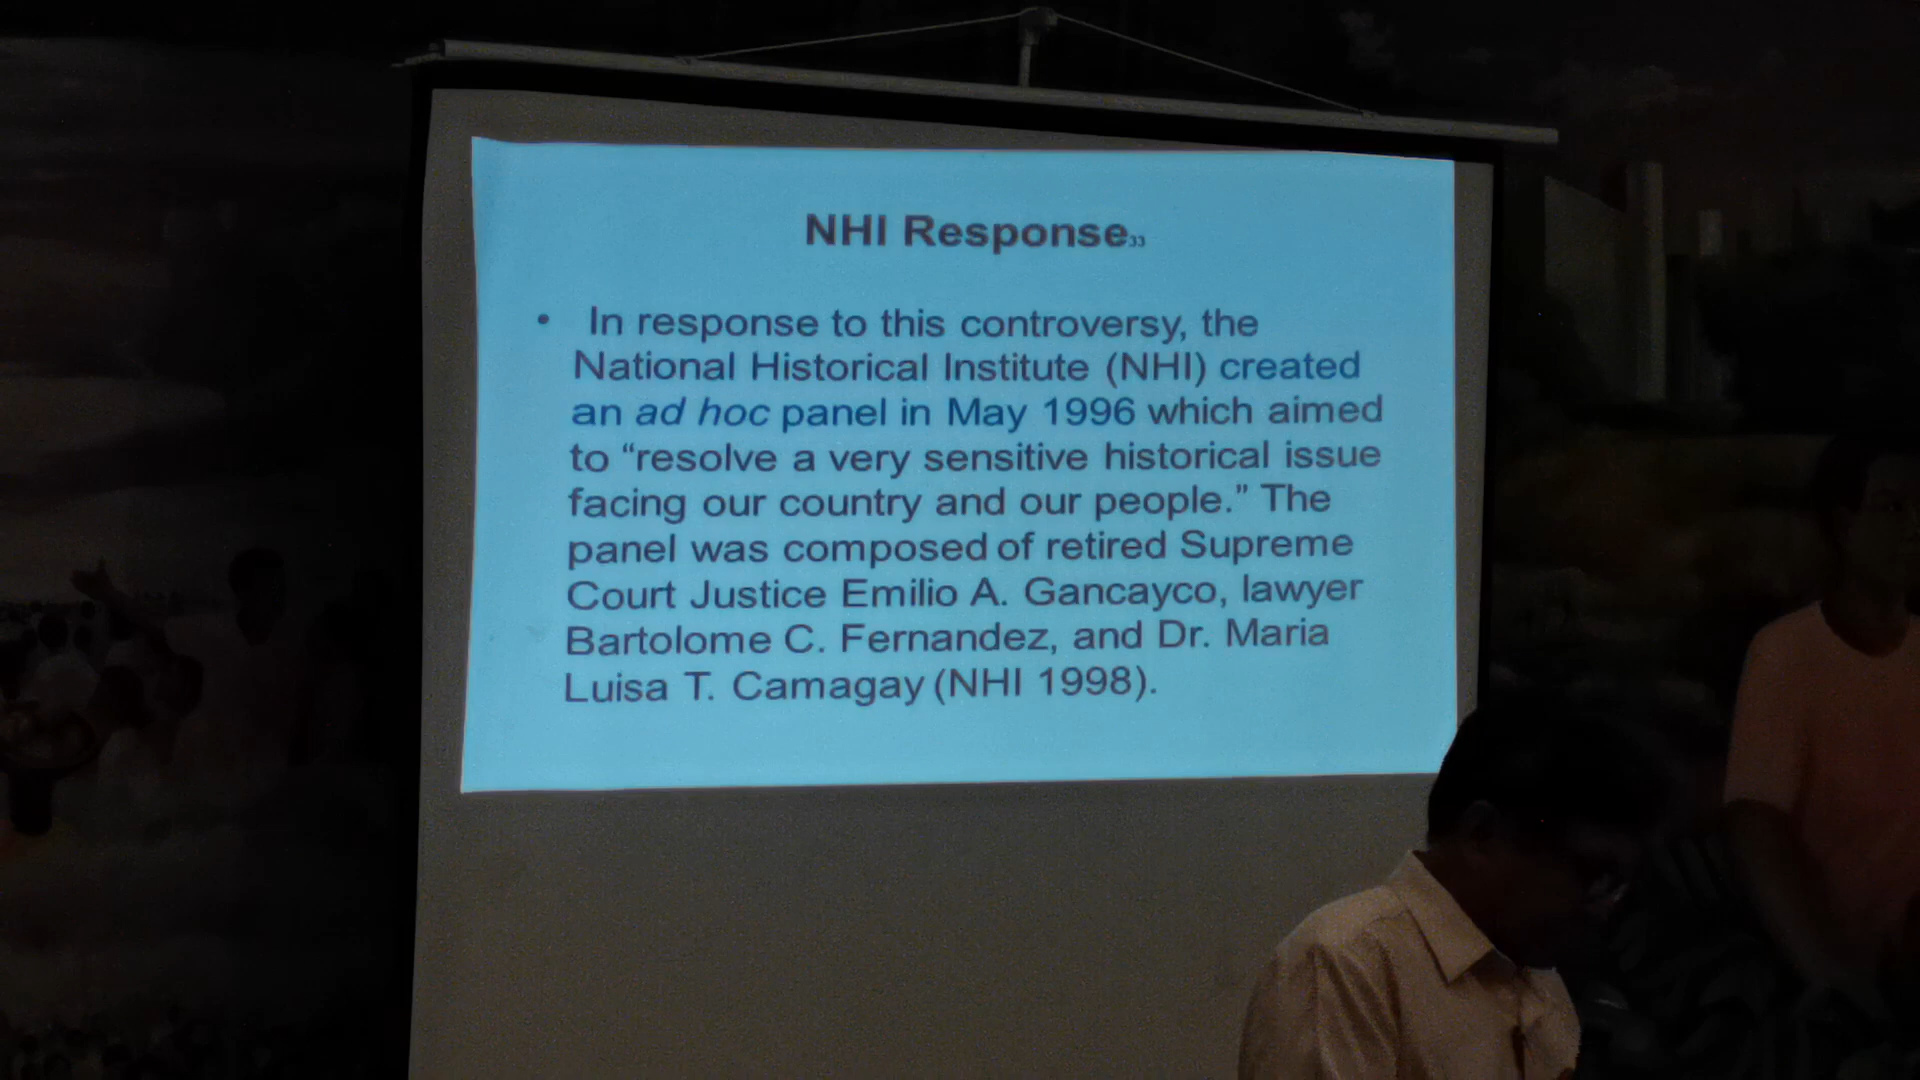 NHI Response33
• In response to this controversy, the
National Historical Institute (NHI) created
an ad hoc panel in May 1996 which aimed
to “resolve a very sensitive historical issue
facing our country and our people.” The
panel was composed of retired Supreme
Court Justice Emilio A. Gancayco, lawyer
Bartolome C. Fernandez, and Dr. Maria
Luisa T. Camagay (NHI 1998).